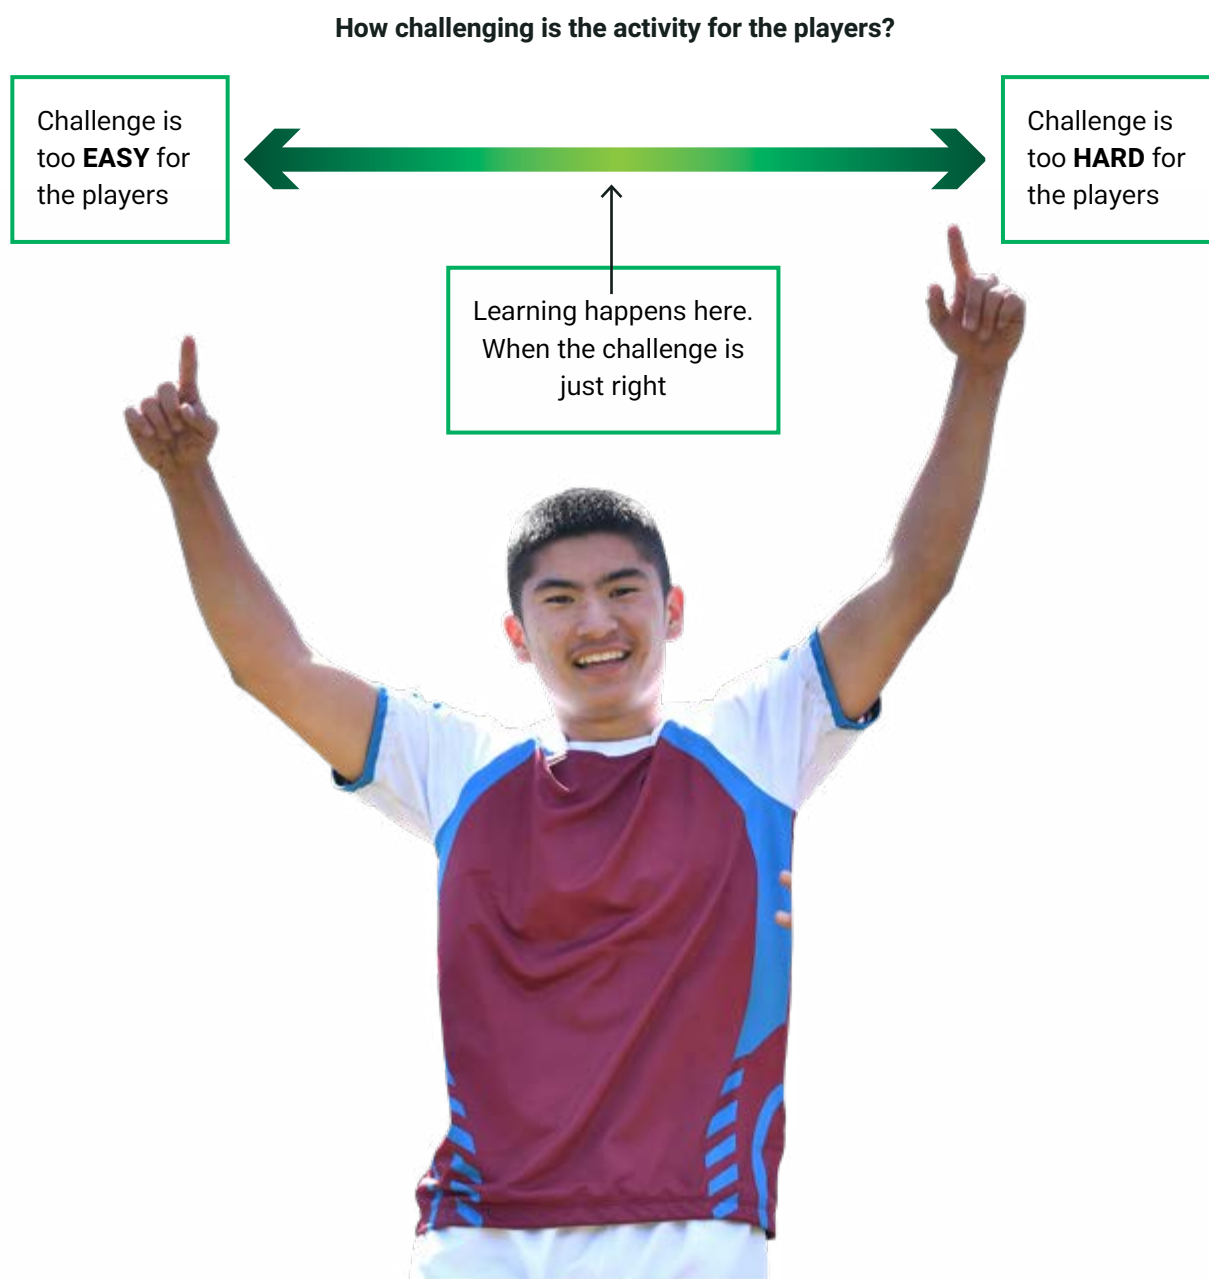 How challenging is the activity for the players?
Challenge is
too EASY for
the players
Challenge is
too HARD for
the players
Learning happens here.
When the challenge is
just right